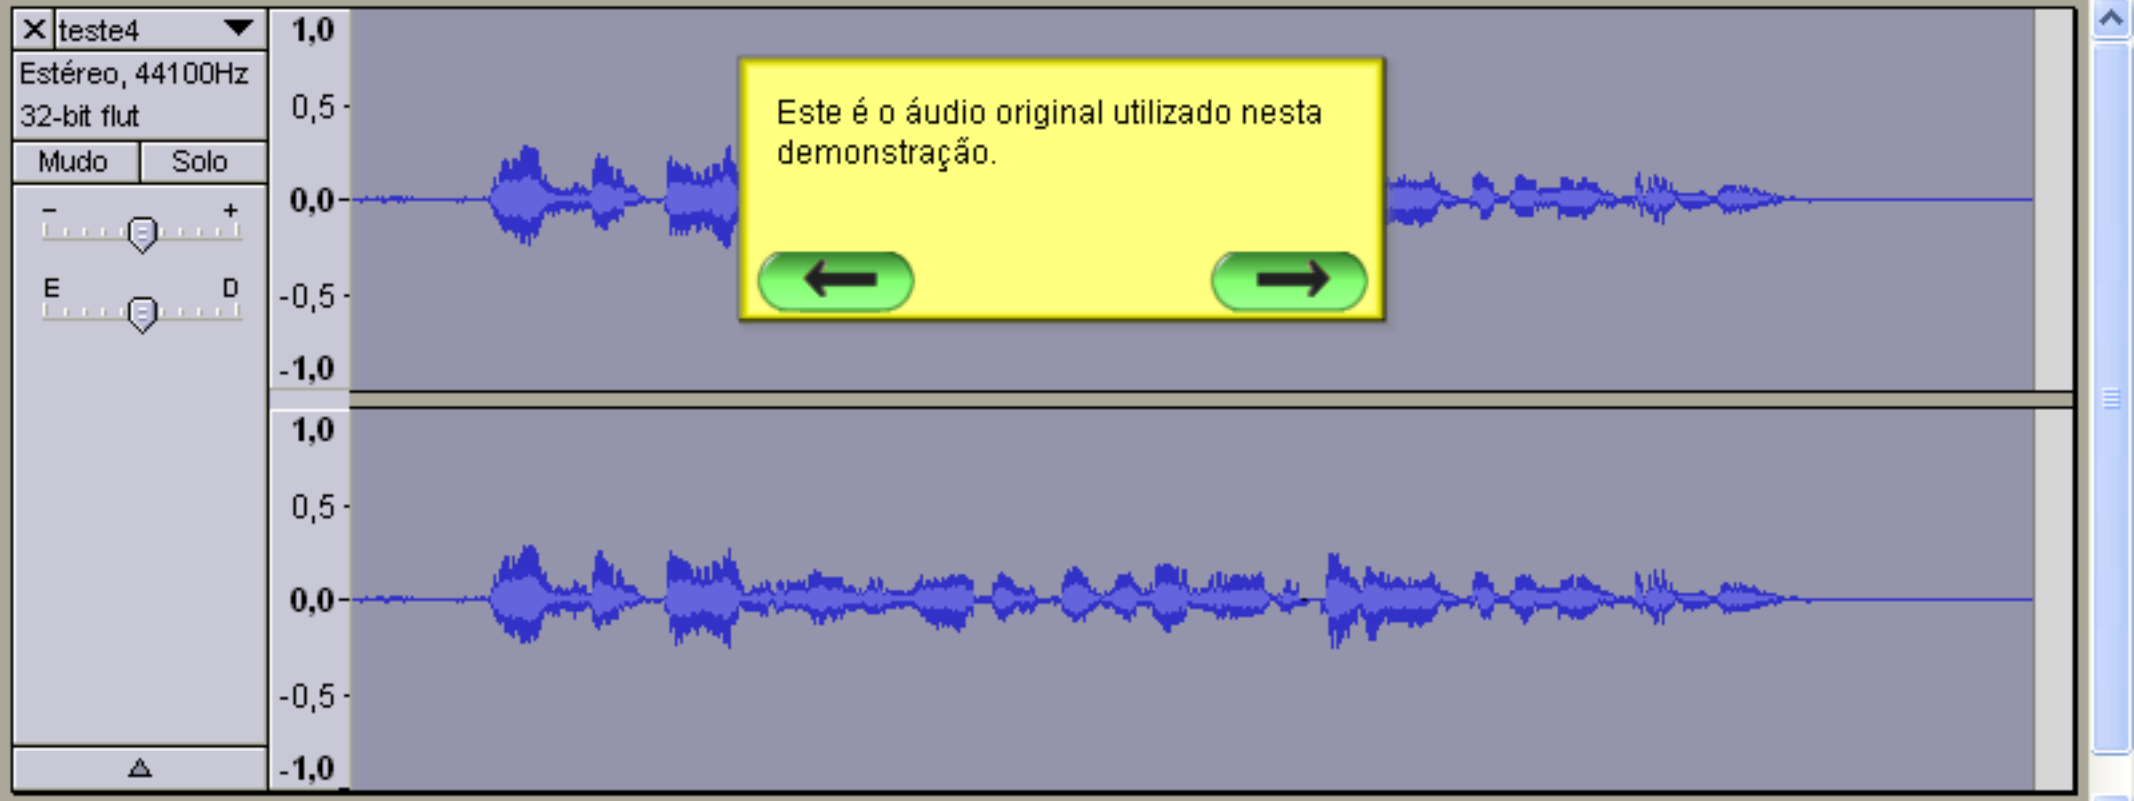 teste4
Estéreo, 44100Hz
32-bit flut
Mudo Solo
- +
E D
1,0
0,5
0,0
-0,5
-1,0
Este é o áudio original utilizado nesta
demonstração.
1,0
0,5
0,0
-0,5
-1,0